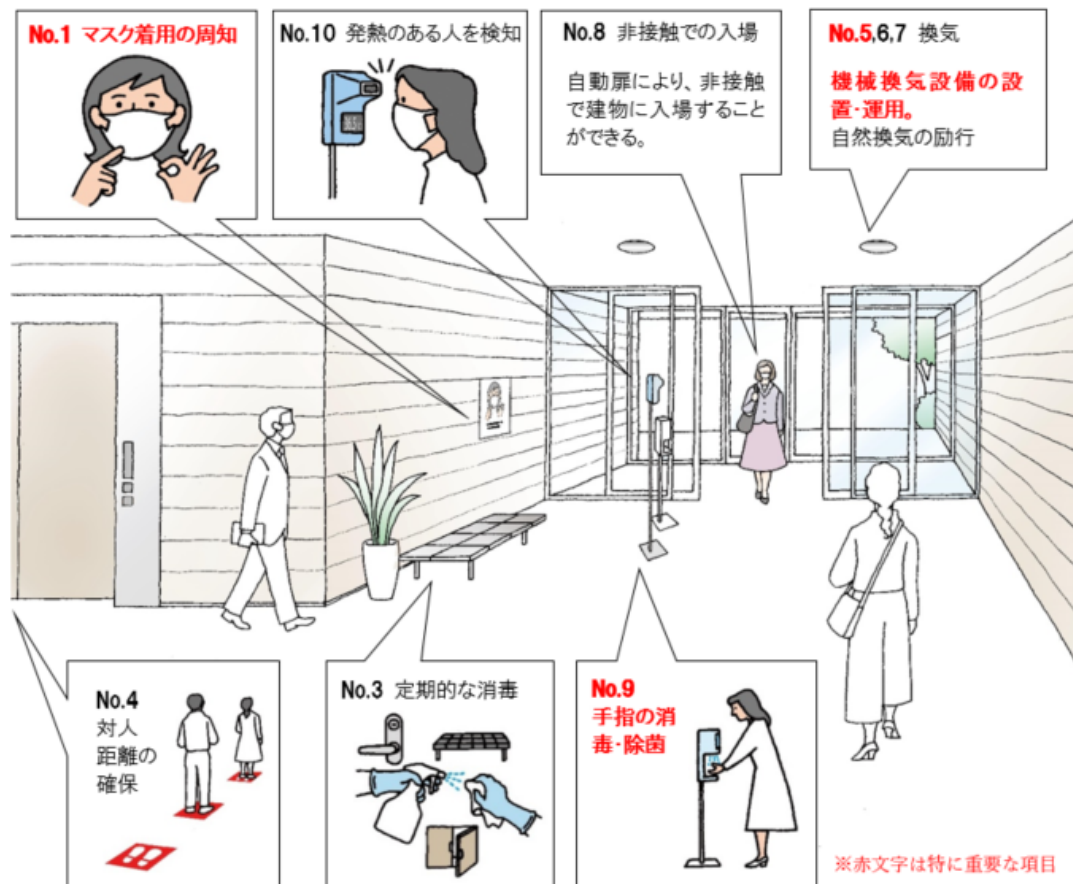 No.1 マスク着用の周知
No.10 発熱のある人を検知
No.8 非接触での入場
自動扉により、非接触
で建物に入場すること
ができる。
No.5,6,7 換気
機械換気設備の設
置・運用。
自然換気の励行
No.4
対人
距離の
確保
No.3 定期的な消毒
No.9
手指の消
毒・除菌
※赤文字は特に重要な項目